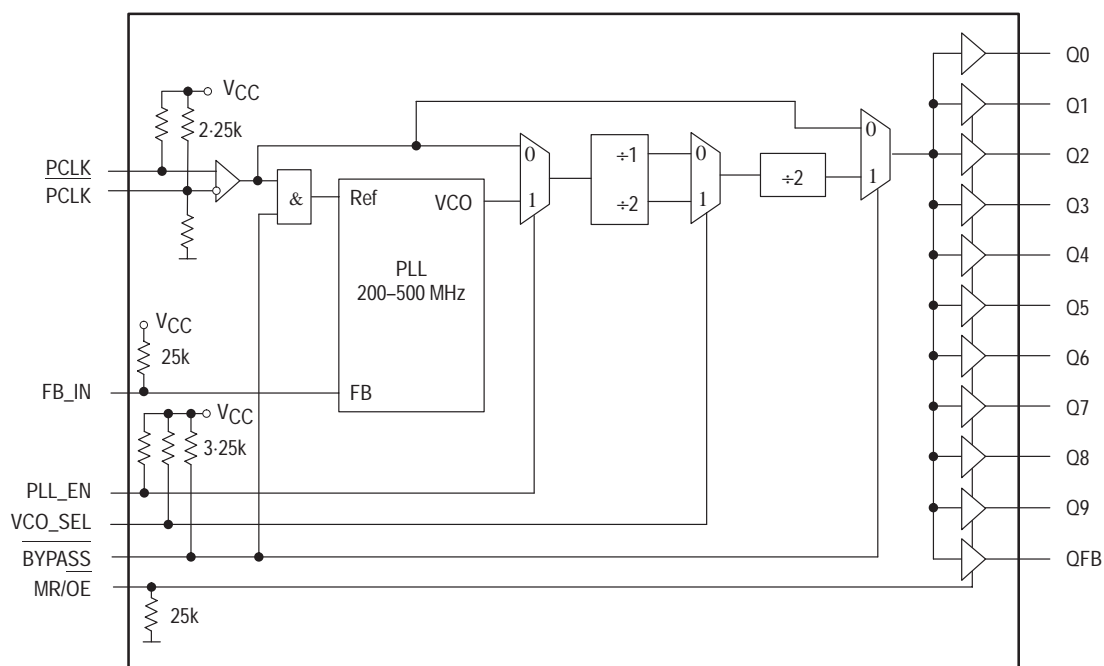 Q0
VCC
Q1
2·25k
0
0
0
÷1
Q2
PCLK
1
PCLK
÷2
&
Ref
VCO
1
÷2
1
Q3
PLL
200–500 MHz
Q4
Q5
VCC
25k
Q6
FB_IN
FB
Q7
VCC
3·25k
Q8
PLL_EN
Q9
VCO_SEL
BYPASS
QFB
MR/OE
25k